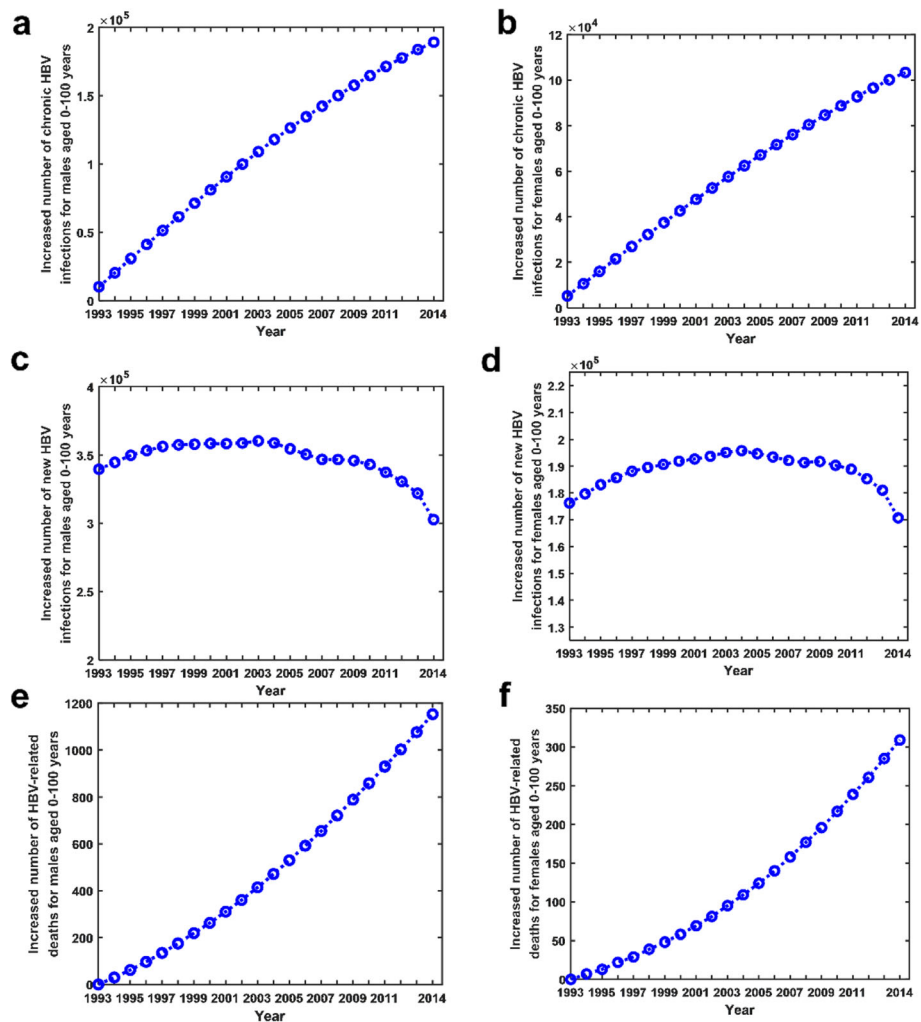 a
×10⁵
2
1.5
1
0.5
0
Increased number of chronic HBV
infections for males aged 0-100 years
1993 1995 1997 1999 2001 2003 2005 2007 2009 2011 2014
Year
b
×10⁴
12
10
8
6
4
2
0
Increased number of chronic HBV
infections for females aged 0-100 years
1993 1995 1997 1999 2001 2003 2005 2007 2009 2011 2014
Year
c
×10⁵
4
3.5
3
2.5
2
Increased number of new HBV
infections for males aged 0-100 years
1993 1995 1997 1999 2001 2003 2005 2007 2009 2011 2014
Year
d
×10⁵
2.2
2.1
2
1.9
1.8
1.7
1.6
1.5
1.4
1.3
Increased number of new HBV
infections for females aged 0-100 years
1993 1995 1997 1999 2001 2003 2005 2007 2009 2011 2014
Year
e
1200
1000
800
600
400
200
0
Increased number of HBV-related
deaths for males aged 0-100 years
1993 1995 1997 1999 2001 2003 2005 2007 2009 2011 2014
Year
f
350
300
250
200
150
100
50
0
Increased number of HBV-related
deaths for females aged 0-100 years
1993 1995 1997 1999 2001 2003 2005 2007 2009 2011 2014
Year